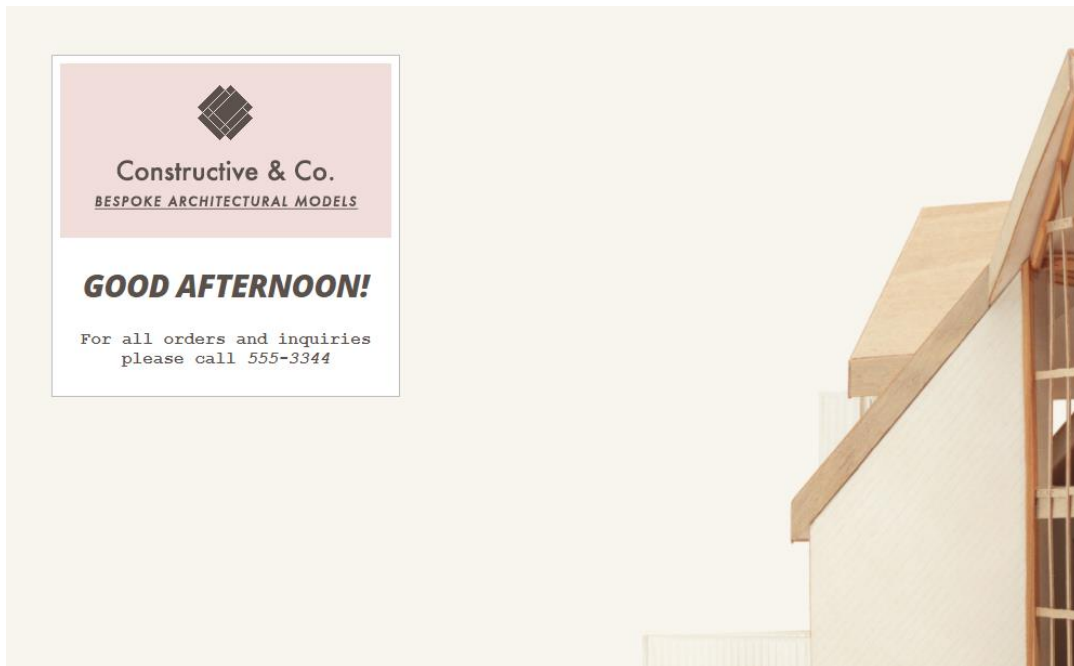 Constructive & Co.
BESPOKE ARCHITECTURAL MODELS
GOOD AFTERNOON!
For all orders and inquiries
please call 555-3344